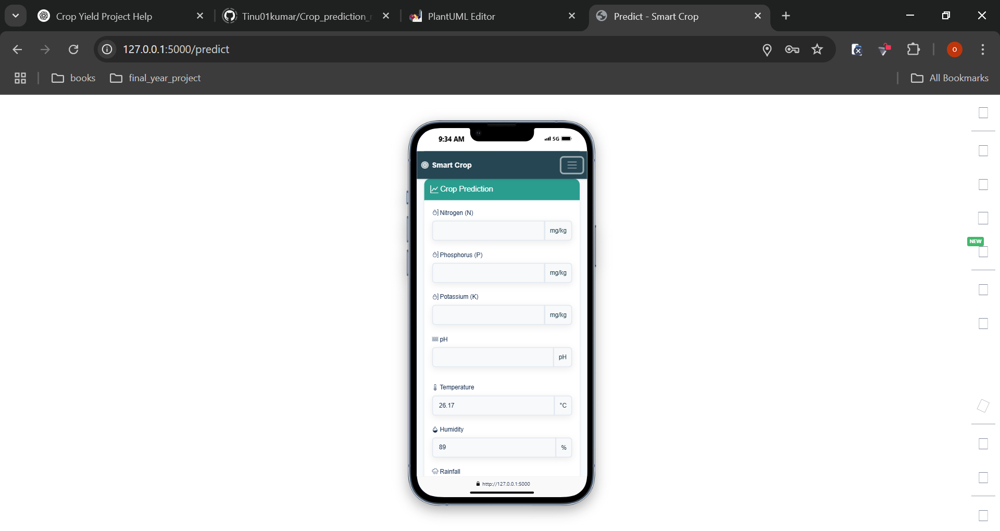 Crop Yield Project Help
Tinu01kumar/Crop_prediction_
PlantUML Editor
Predict - Smart Crop
127.0.0.1:5000/predict
O
books
final_year_project
All Bookmarks
9:34 AM
5G
Smart Crop
Crop Prediction
Nitrogen (N)
mg/kg
Phosphorus (P)
mg/kg
Potassium (K)
mg/kg
pH
pH
Temperature
26.17
°C
Humidity
89
%
Rainfall
http://127.0.0.1:5000
NEW